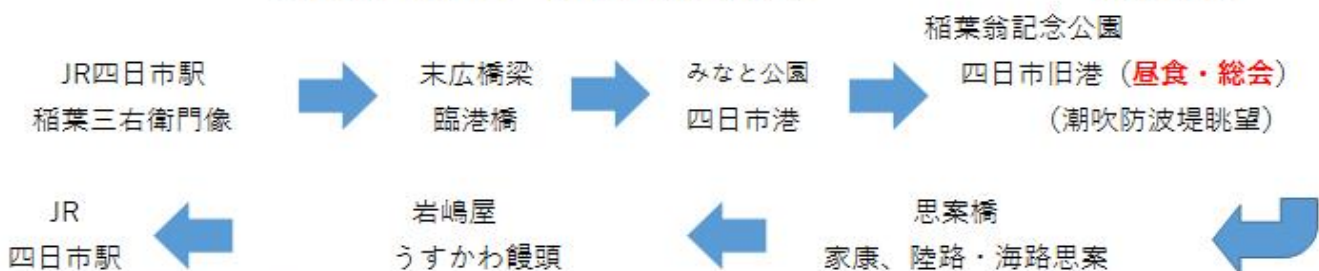 JR四日市駅
稲葉三右衛門像
末広橋梁
臨港橋
みなと公園
四日市港
稲葉翁記念公園
四日市旧港（昼食・総会）
（潮吹防波堤眺望）
思案橋
家康、陸路・海路思案
岩嶋屋
うすかわ饅頭
JR
四日市駅